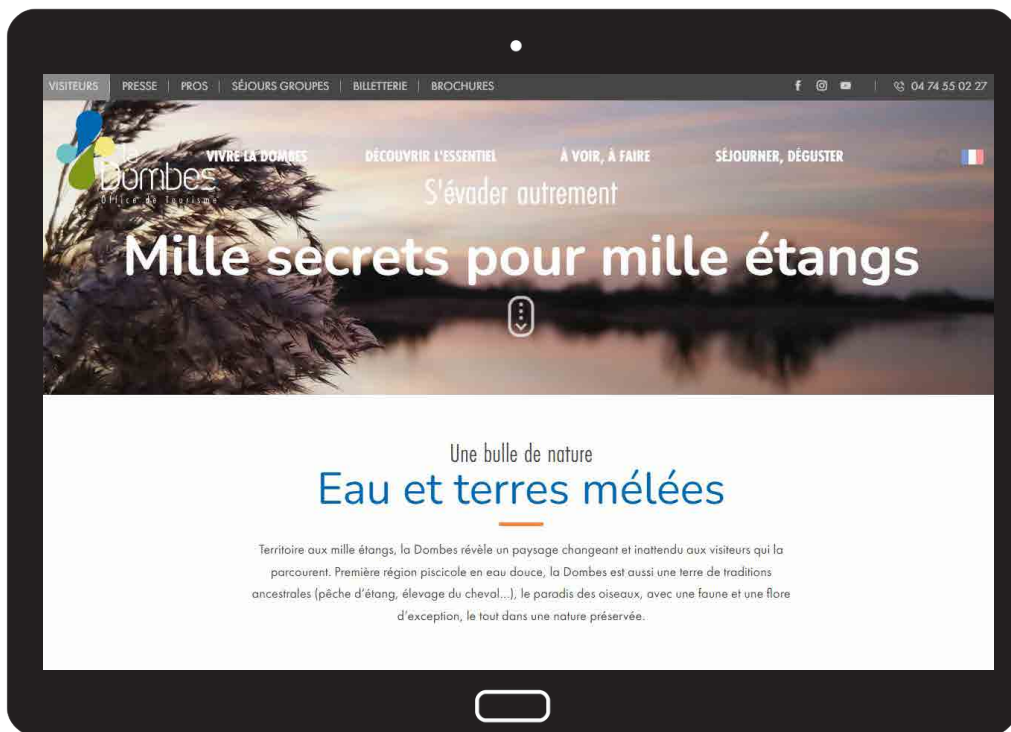 VISITEURS | PRESSE | PROS | SÉJOURS GROUPES | BILLETTERIE | BROCHURES | 04 74 55 02 27
la
Dombes
Office de Tourisme
VIVRE LA DOMBES DÉCOUVRIR L'ESSENTIEL À VOIR, À FAIRE SÉJOURNER, DÉGUSTER
S'évader autrement
Mille secrets pour mille étangs
Une bulle de nature
Eau et terres mélées
Territoire aux mille étangs, la Dombes révèle un paysage changeant et inattendu aux visiteurs qui la
parcourent. Première région piscicole en eau douce, la Dombes est aussi une terre de traditions
ancestrales (pêche d'étang, élevage du cheval...), le paradis des oiseaux, avec une faune et une flore
d'exception, le tout dans une nature préservée.